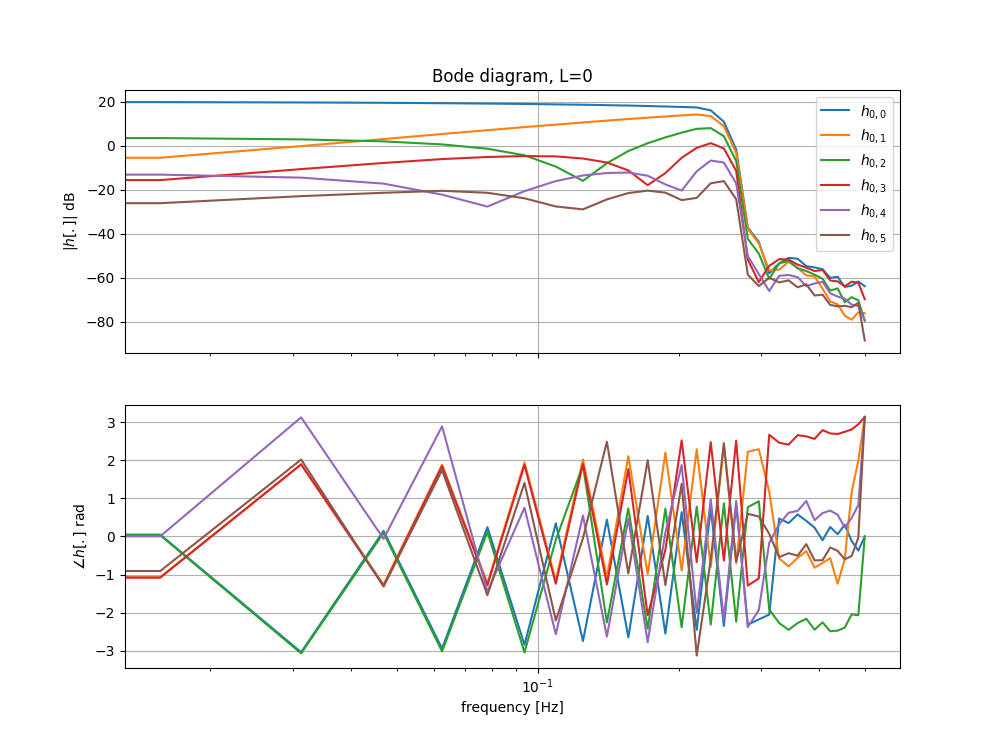 Bode diagram, L=0
|h[.]| dB
20
0
−20
−40
−60
−80
h0,0
h0,1
h0,2
h0,3
h0,4
h0,5
∠h[.] rad
3
2
1
0
−1
−2
−3
10−1
frequency [Hz]